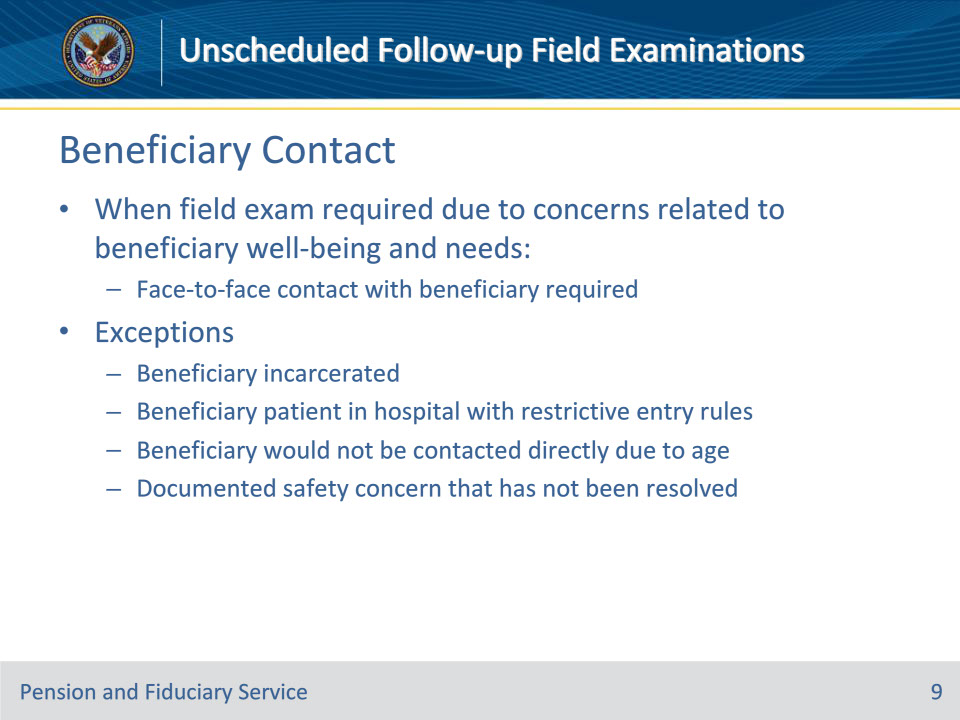 Unscheduled Follow-up Field Examinations
Beneficiary Contact
• When field exam required due to concerns related to
beneficiary well-being and needs:
– Face-to-face contact with beneficiary required
• Exceptions
– Beneficiary incarcerated
– Beneficiary patient in hospital with restrictive entry rules
– Beneficiary would not be contacted directly due to age
– Documented safety concern that has not been resolved
Pension and Fiduciary Service
9